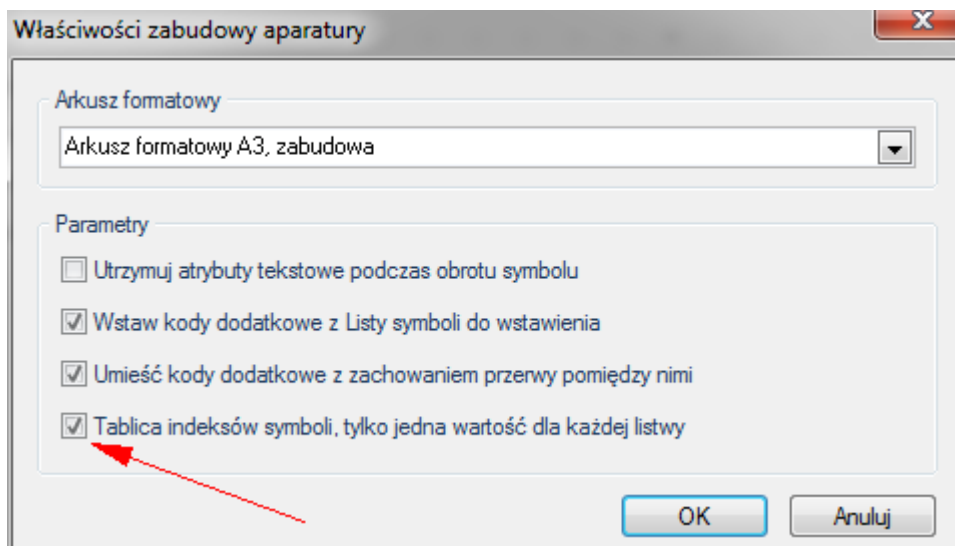 Właściwości zabudowy aparatury
Arkusz formatowy
Arkusz formatowy A3, zabudowa
Parametry
Utrzymuj atrybuty tekstowe podczas obrotu symbolu
Wstaw kody dodatkowe z Listy symboli do wstawienia
Umieść kody dodatkowe z zachowaniem przerwy pomiędzy nimi
Tablica indeksów symboli, tylko jedna wartość dla każdej listwy
OK Anuluj